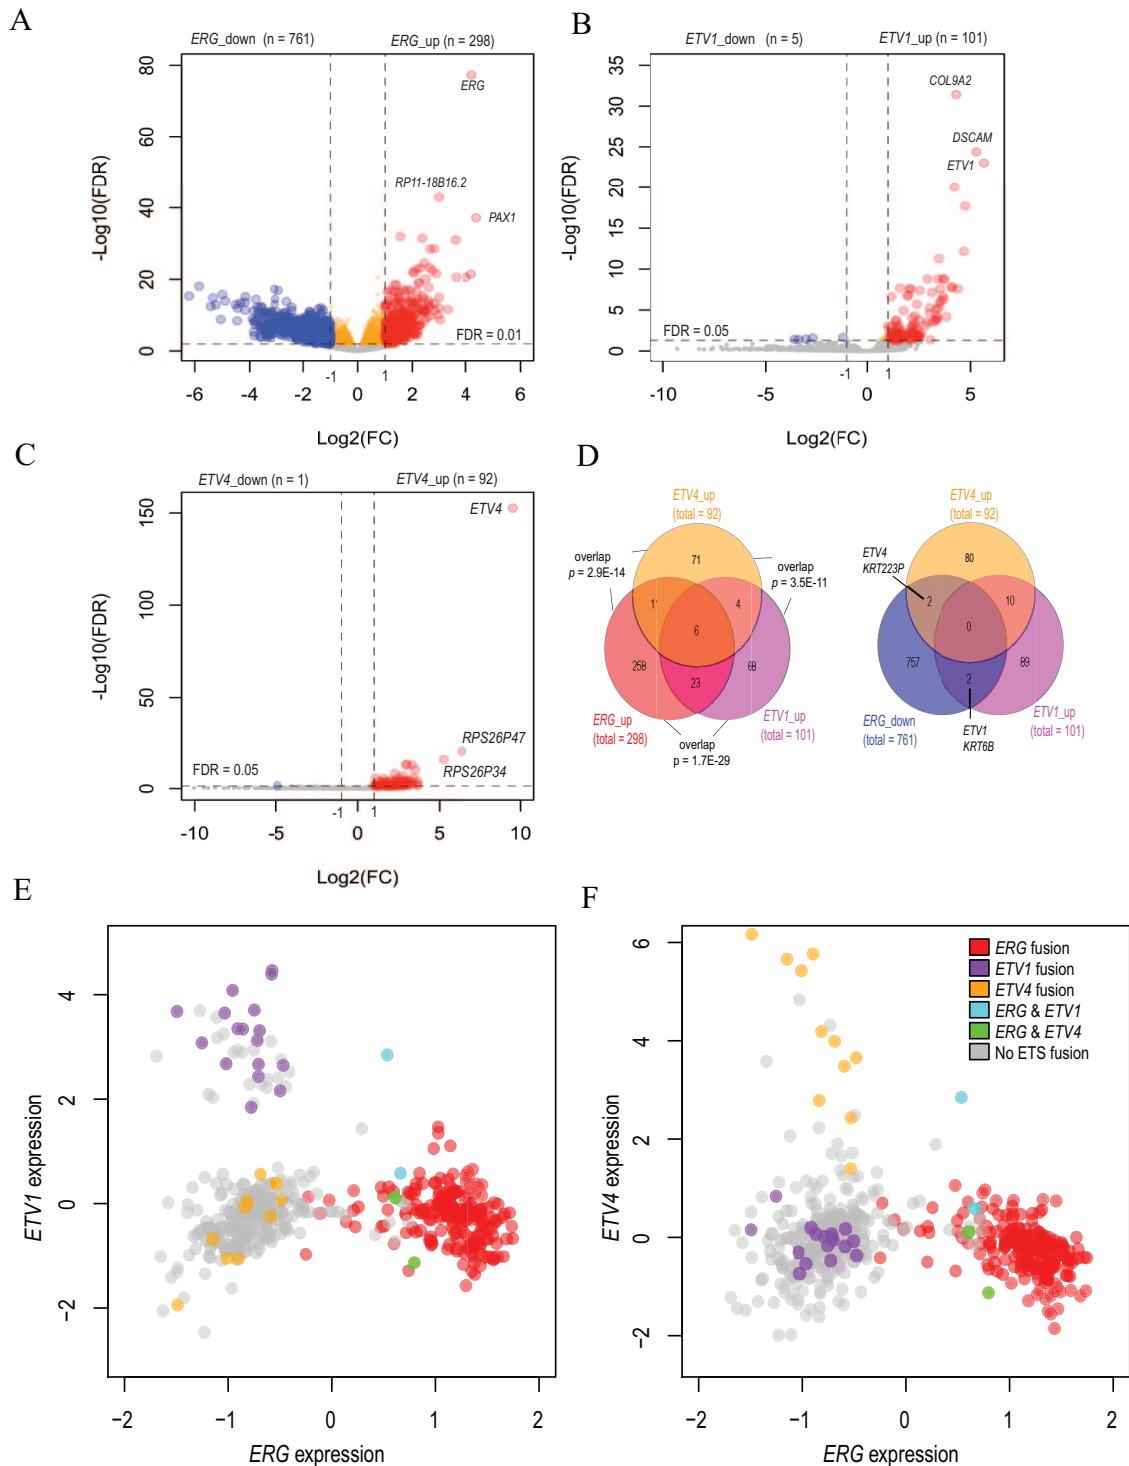 A
ERG_down (n = 761)
ERG_up (n = 298)
80
60
40
20
0
-Log10(FDR)
ERG
RP11-18B16.2
PAX1
FDR = 0.01
-1
1
-6
-4
-2
0
2
4
6
Log2(FC)
B
ETV1_down (n = 5)
ETV1_up (n = 101)
35
30
25
20
15
10
5
0
-Log10(FDR)
COL9A2
DSCAM
ETV1
FDR = 0.05
-1
1
-10
-5
0
5
Log2(FC)
C
ETV4_down (n = 1)
ETV4_up (n = 92)
150
100
50
0
-Log10(FDR)
ETV4
RPS26P47
RPS26P34
FDR = 0.05
-1
1
-10
-5
0
5
10
Log2(FC)
D
ETV4_up
(total = 92)
overlap
p = 2.9E-14
overlap
p = 3.5E-11
71
4
6
258
23
68
ERG_up
(total = 298)
overlap
p = 1.7E-29
ETV1_up
(total = 101)
ETV4_up
(total = 92)
ETV4
KRT223P
80
2
10
0
757
2
89
ERG_down
(total = 761)
ETV1
KRT6B
ETV1_up
(total = 101)
E
4
2
0
−2
ETV1 expression
−2
−1
0
1
2
ERG expression
F
6
4
2
0
−2
ETV4 expression
ERG fusion
ETV1 fusion
ETV4 fusion
ERG & ETV1
ERG & ETV4
No ETS fusion
−2
−1
0
1
2
ERG expression